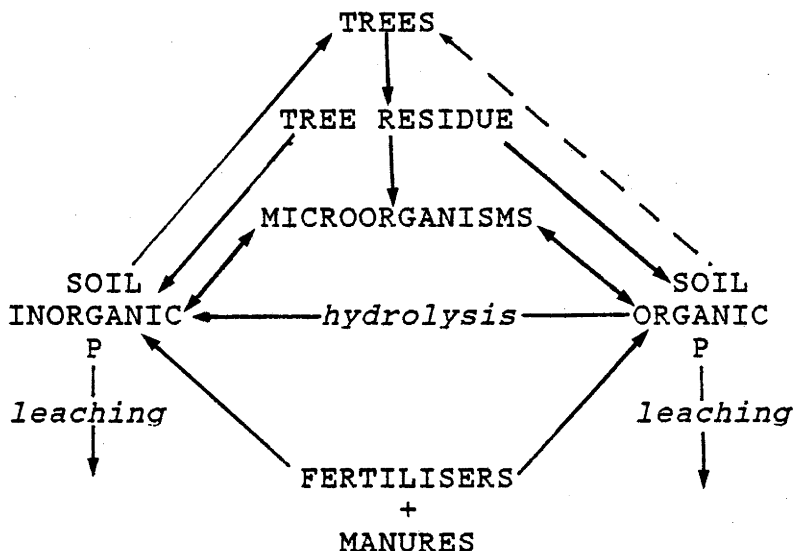 TREES
TREE RESIDUE
MICROORGANISMS
SOIL
INORGANIC
P
SOIL
ORGANIC
P
hydrolysis
leaching
leaching
FERTILISERS
+
MANURES